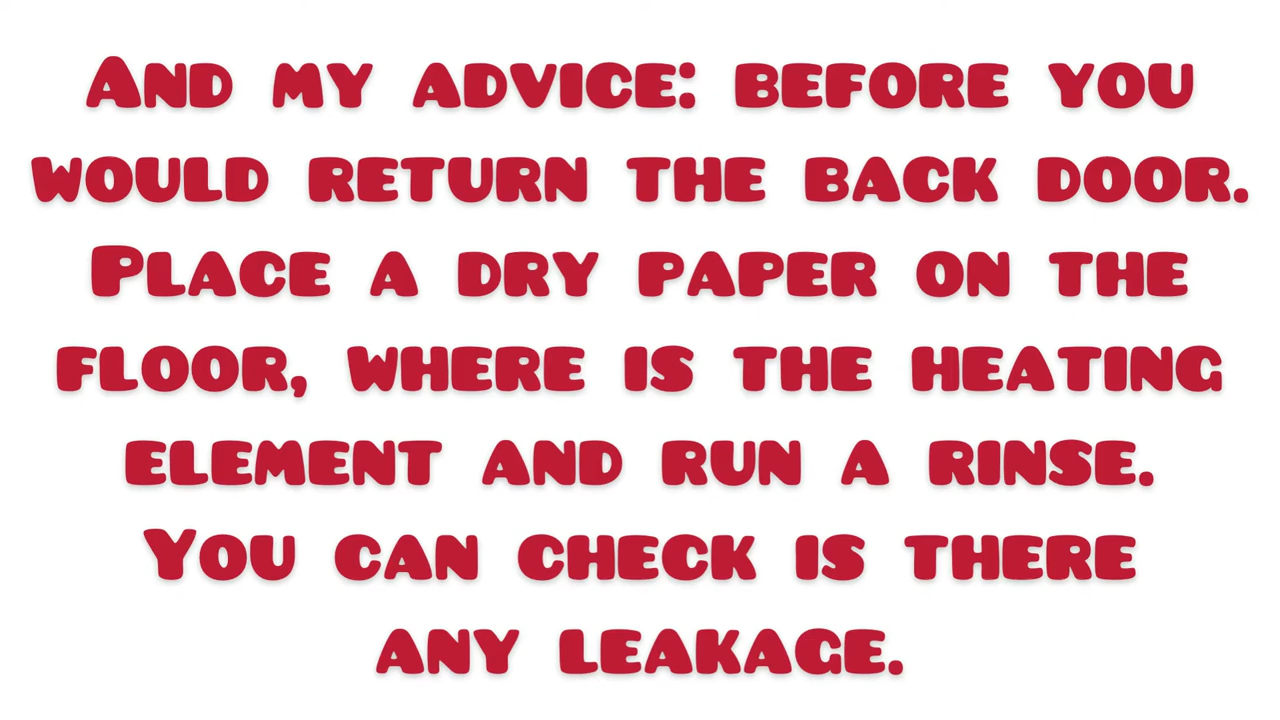 And my advice: before you
would return the back door.
Place a dry paper on the
floor, where is the heating
element and run a rinse.
You can check is there
any leakage.